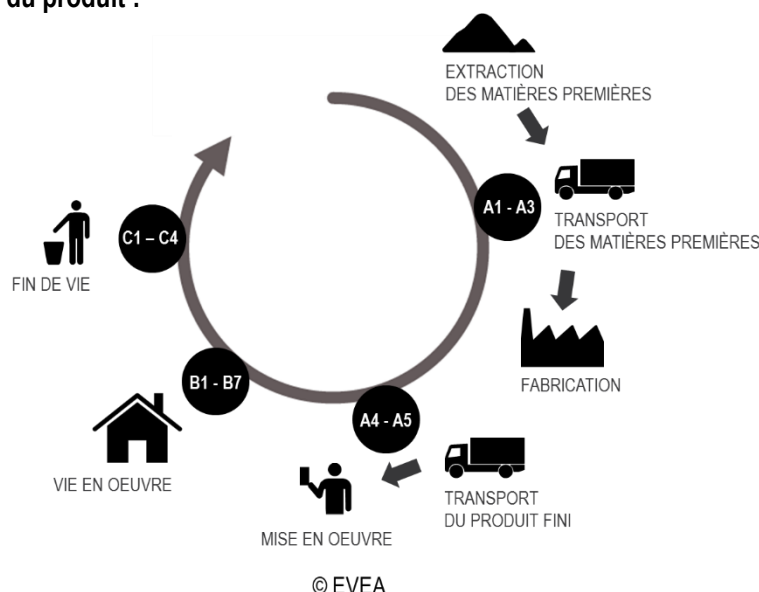 du produit :
EXTRACTION
DES MATIÈRES PREMIÈRES
A1 - A3
TRANSPORT
DES MATIÈRES PREMIÈRES
FABRICATION
A4 - A5
TRANSPORT
DU PRODUIT FINI
MISE EN OEUVRE
B1 - B7
VIE EN OEUVRE
C1 – C4
FIN DE VIE
© EVEA